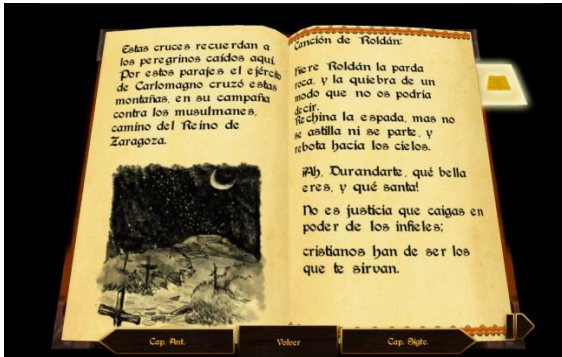 Estas cruces recuerdan a
los peregrinos caídos aquí.
Por estos parajes el ejército
de Carlomagno cruzó estas
montañas, en su campaña
contra los musulmanes,
camino del Reino de
Zaragoza.
Canción de Roldán:
Hiere Roldán la parda
roca, y la quiebra de un
modo que no os podría
decir.
Rechina la espada, mas no
se astilla ni se parte, y
rebota hacia los cielos.
¡Ah, Durandarte, qué bella
eres, y qué santa!
No es justicia que caigas en
poder de los infieles;
cristianos han de ser los
que te sirvan.
Cap. Ant.
Volver
Cap. Sigte.